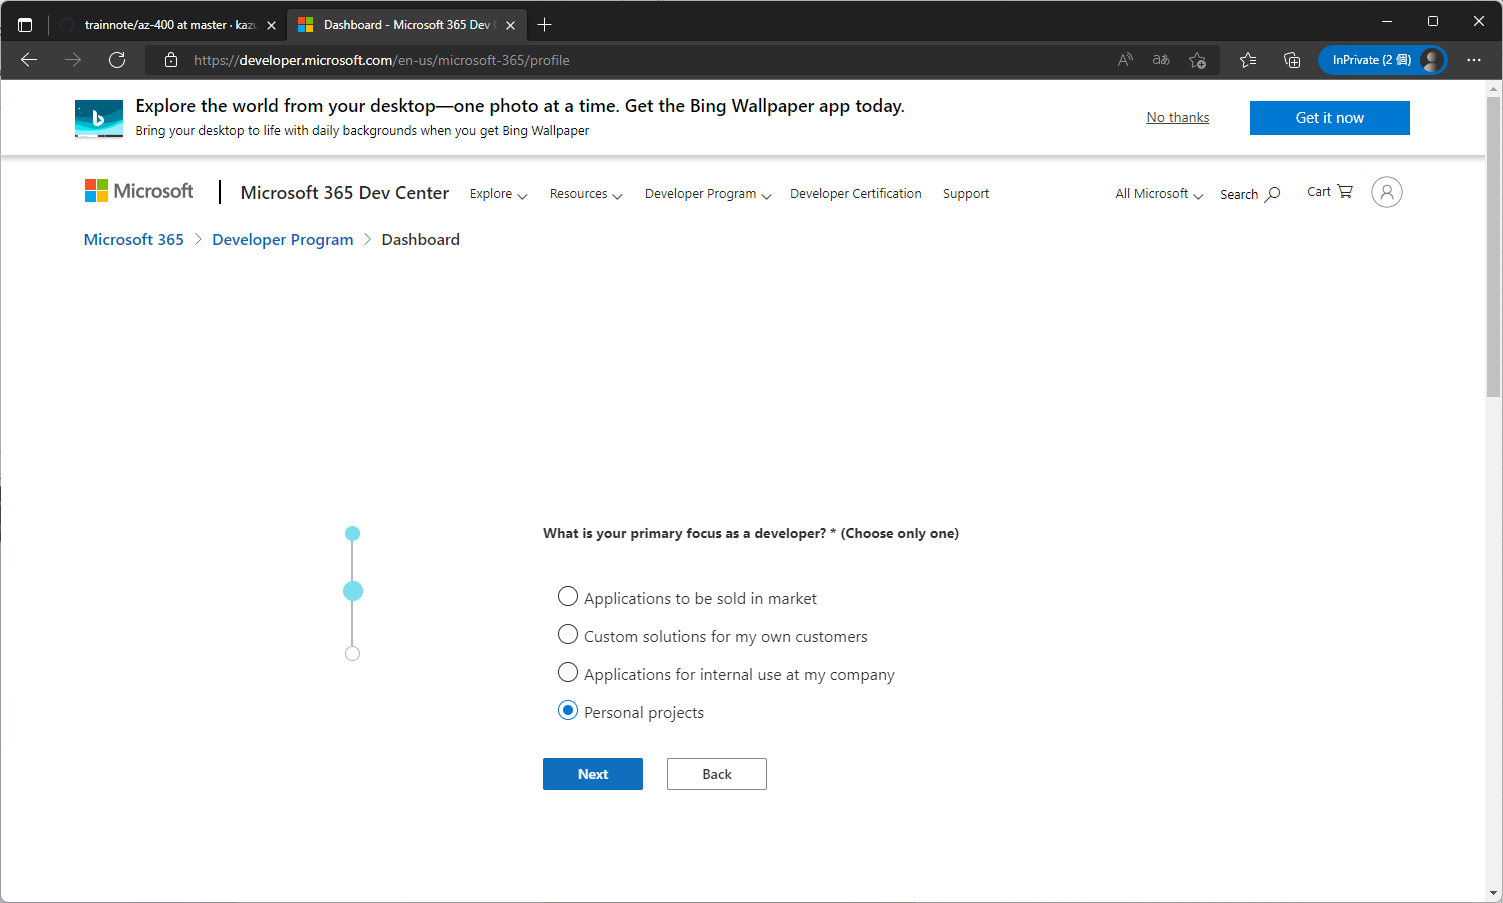 trainnote/az-400 at master · kazu
Dashboard - Microsoft 365 Dev C
https://developer.microsoft.com/en-us/microsoft-365/profile
aあ
InPrivate (2 個)
Explore the world from your desktop—one photo at a time. Get the Bing Wallpaper app today.
Bring your desktop to life with daily backgrounds when you get Bing Wallpaper
No thanks
Get it now
Microsoft
Microsoft 365 Dev Center
Explore
Resources
Developer Program
Developer Certification
Support
All Microsoft
Search
Cart
Microsoft 365 > Developer Program > Dashboard
What is your primary focus as a developer? * (Choose only one)
Applications to be sold in market
Custom solutions for my own customers
Applications for internal use at my company
Personal projects
Next
Back